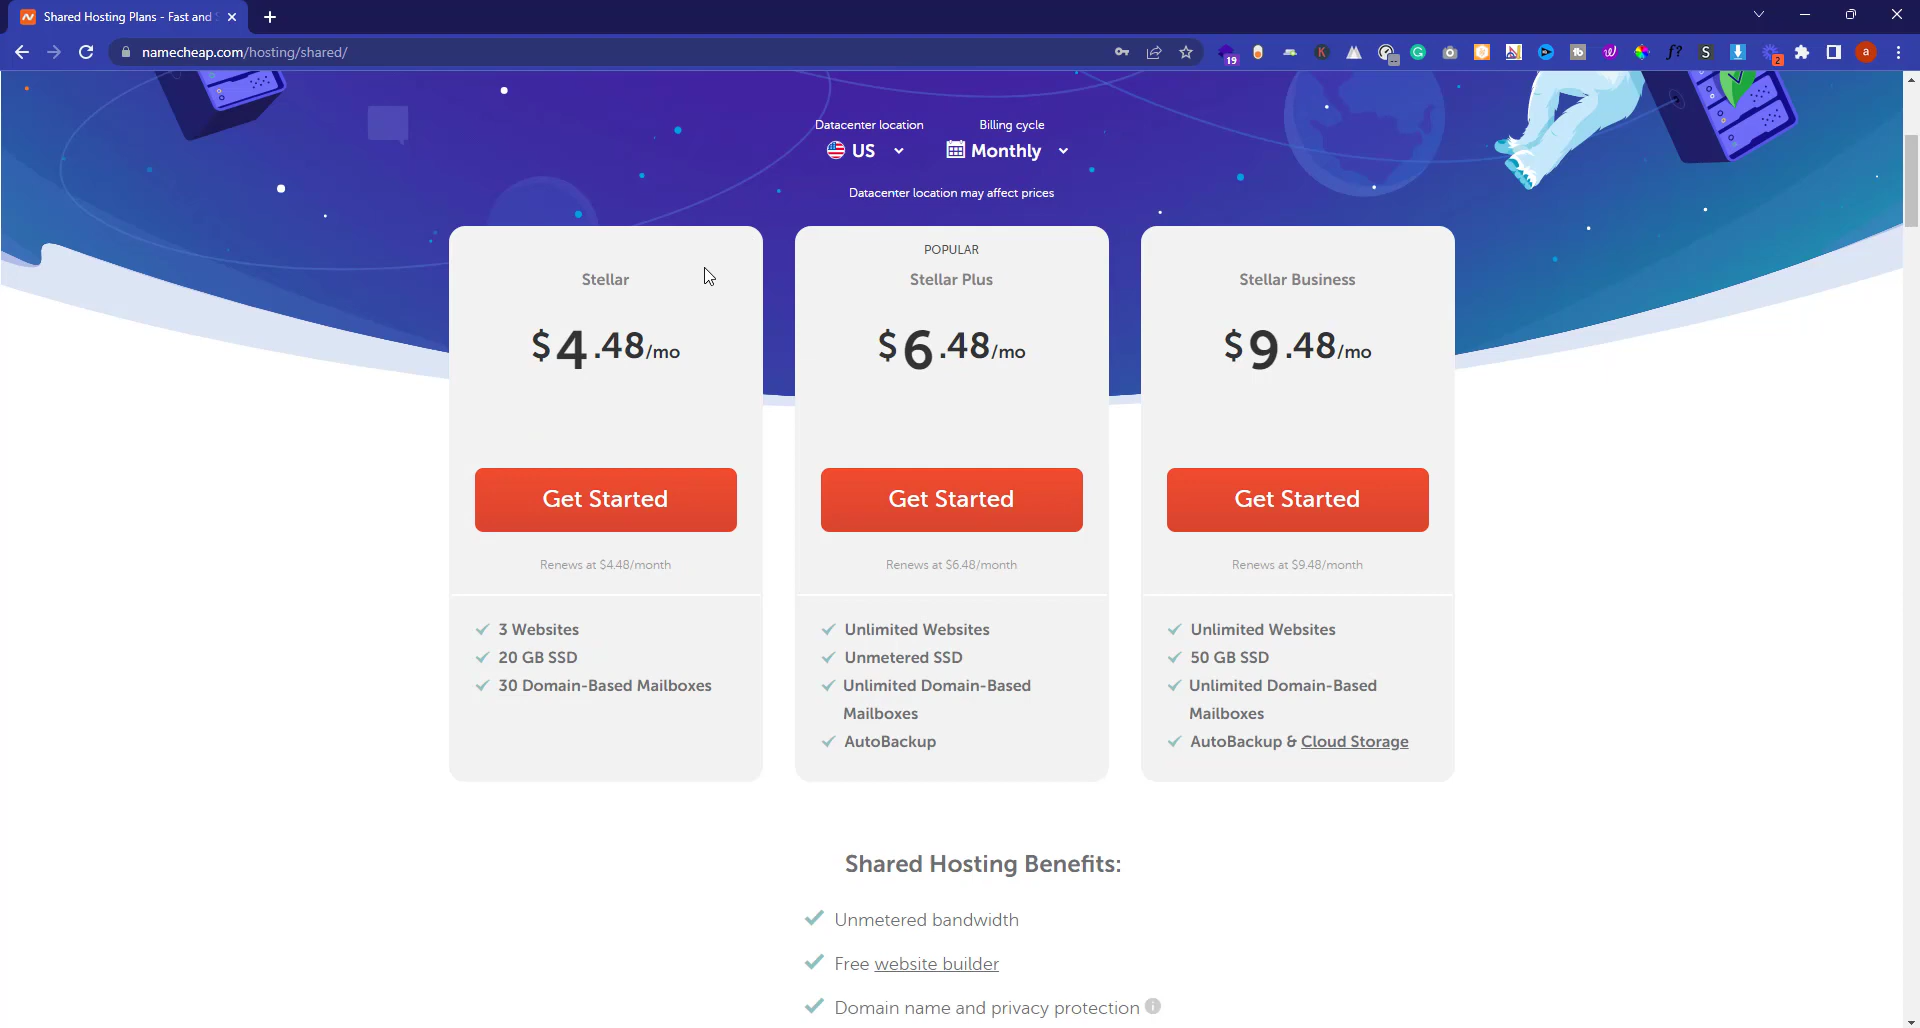 Shared Hosting Plans - Fast and
namecheap.com/hosting/shared/
19
2
a
Datacenter location
Billing cycle
US
Monthly
Datacenter location may affect prices
Stellar
$4.48/mo
Get Started
Renews at $4.48/month
3 Websites
20 GB SSD
30 Domain-Based Mailboxes
POPULAR
Stellar Plus
$6.48/mo
Get Started
Renews at $6.48/month
Unlimited Websites
Unmetered SSD
Unlimited Domain-Based
Mailboxes
AutoBackup
Stellar Business
$9.48/mo
Get Started
Renews at $9.48/month
Unlimited Websites
50 GB SSD
Unlimited Domain-Based
Mailboxes
AutoBackup & Cloud Storage
Shared Hosting Benefits:
Unmetered bandwidth
Free website builder
Domain name and privacy protection